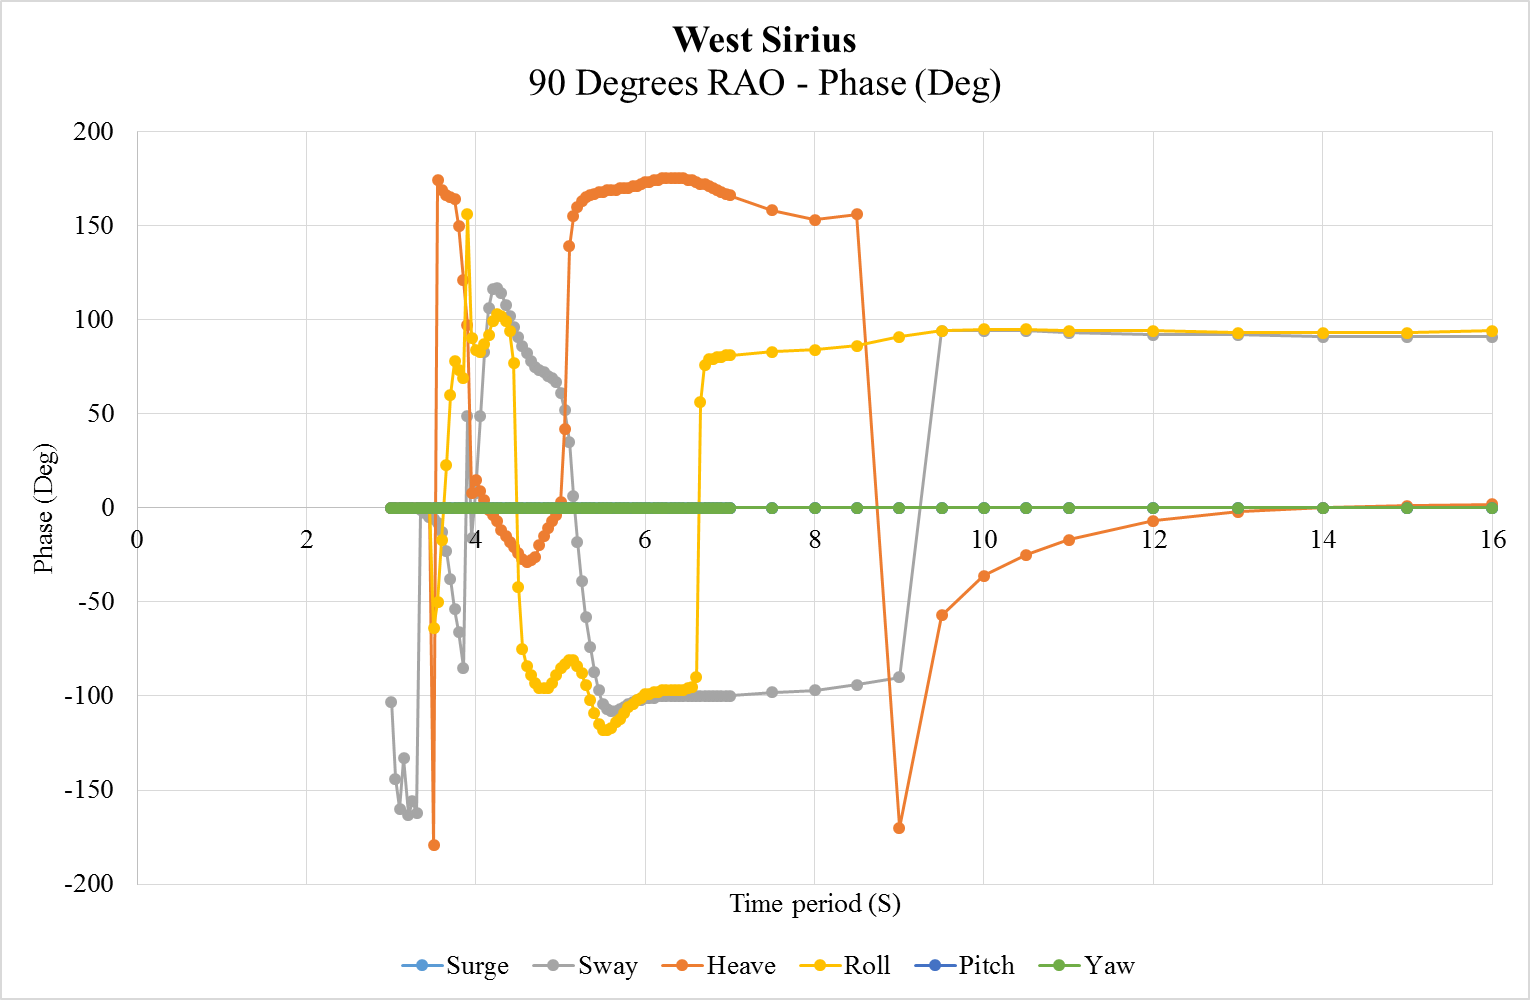 West Sirius
90 Degrees RAO - Phase (Deg)
200
150
100
50
0
-50
-100
-150
-200
Phase (Deg)
0 2 4 6 8 10 12 14 16
Time period (S)
Surge Sway Heave Roll Pitch Yaw